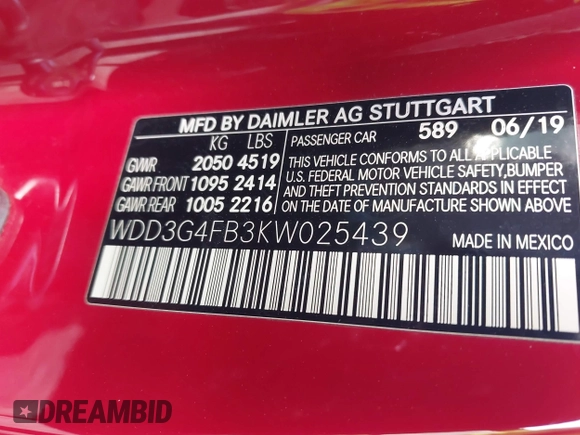 MFD BY DAIMLER AG STUTTGART
KG LBS PASSENGER CAR 589 06/19
GVWR 2050 4519
GAWR FRONT 1095 2414
GAWR REAR 1005 2216
THIS VEHICLE CONFORMS TO ALL APPLICABLE
U.S. FEDERAL MOTOR VEHICLE SAFETY, BUMPER
AND THEFT PREVENTION STANDARDS IN EFFECT
ON THE DATE OF MANUFACTURE SHOWN ABOVE.
WDD3G4FB3KW025439 MADE IN MEXICO
DREAMBID